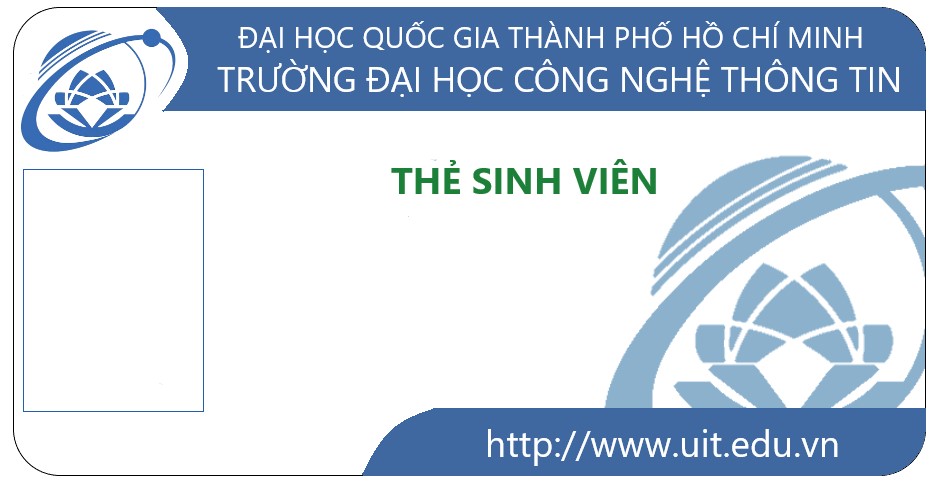 ĐẠI HỌC QUỐC GIA THÀNH PHỐ HỒ CHÍ MINH
TRƯỜNG ĐẠI HỌC CÔNG NGHỆ THÔNG TIN
THẺ SINH VIÊN
http://www.uit.edu.vn